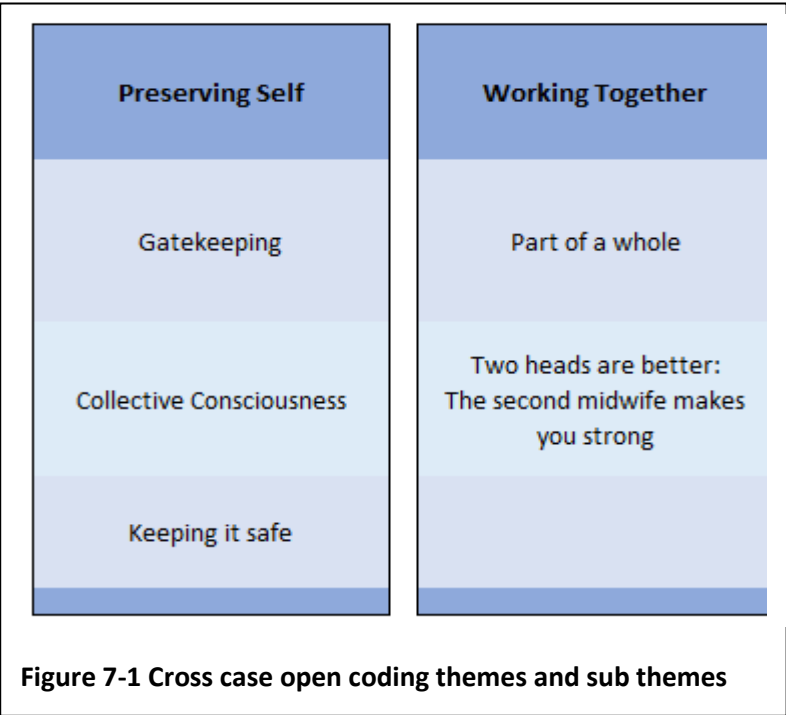 Preserving Self
Gatekeeping
Collective Consciousness
Keeping it safe
Working Together
Part of a whole
Two heads are better:
The second midwife makes
you strong
Figure 7-1 Cross case open coding themes and sub themes